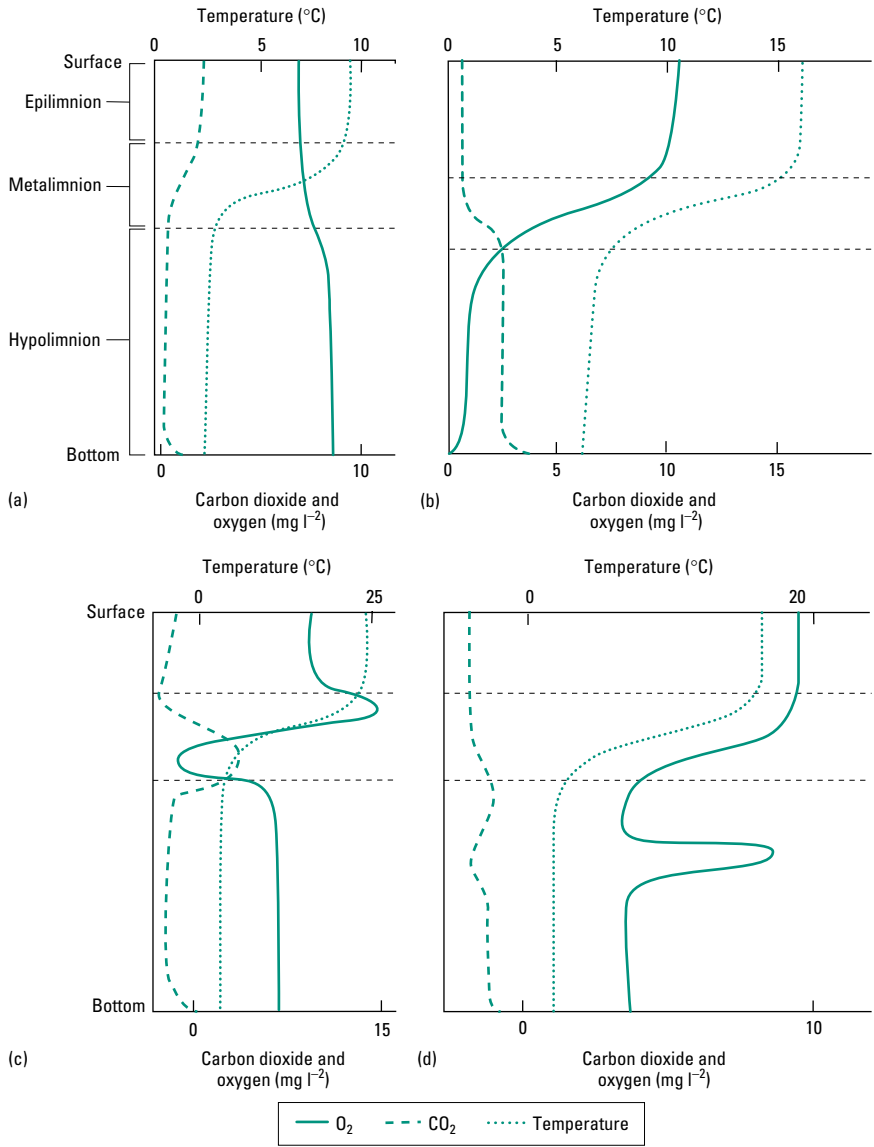 Temperature (°C)
0 5 10
Surface
Epilimnion
Metalimnion
Hypolimnion
Bottom
0 10
(a)
Carbon dioxide and
oxygen (mg l⁻²)
Temperature (°C)
0 5 10 15
0 5 10 15
(b)
Carbon dioxide and
oxygen (mg l⁻²)
Temperature (°C)
0 25
Surface
Bottom
0 15
(c)
Carbon dioxide and
oxygen (mg l⁻²)
Temperature (°C)
0 20
0 10
(d)
Carbon dioxide and
oxygen (mg l⁻²)
O₂ CO₂ Temperature